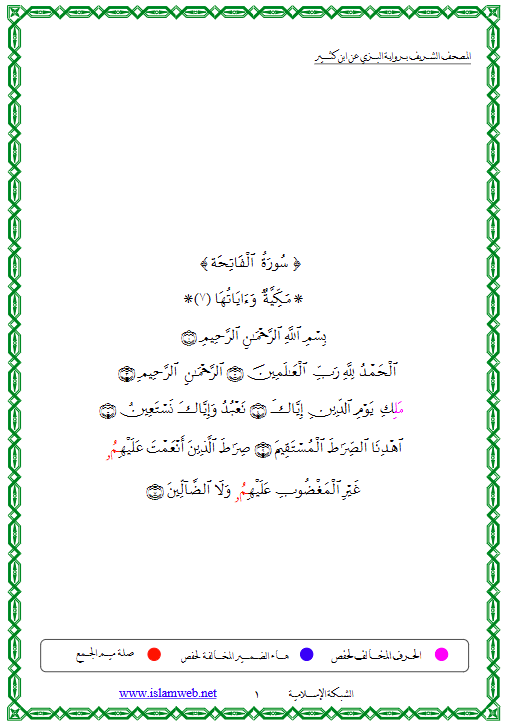 المصحف الشريف برواية البزي عن ابن كثير
﴿ سُورَةُ ٱلْفَاتِحَة ﴾
* مَكِّيَّةٌ وَءَايَاتُهَا (٧) *
بِسْمِ ٱللَّهِ ٱلرَّحْمَٰنِ ٱلرَّحِيمِ ۝١
ٱلْحَمْدُ لِلَّهِ رَبِّ ٱلْعَٰلَمِينَ ۝٢ ٱلرَّحْمَٰنِ ٱلرَّحِيمِ ۝٣
مَلِكِ يَوْمِ ٱلدِّينِ ۝٤ إِيَّاكَ نَعْبُدُ وَإِيَّاكَ نَسْتَعِينُ ۝٥
ٱهْدِنَا ٱلصِّرَٰطَ ٱلْمُسْتَقِيمَ ۝٦ صِرَٰطَ ٱلَّذِينَ أَنْعَمْتَ عَلَيْهِمُۥ
غَيْرِ ٱلْمَغْضُوبِ عَلَيْهِمُۥ وَلَا ٱلضَّآلِّينَ ۝٧
الحرف المخالف لحفص هاء الضمير المخالفة لحفص صلة ميم الجمع
الشبكة الإسلامية ١ www.islamweb.net